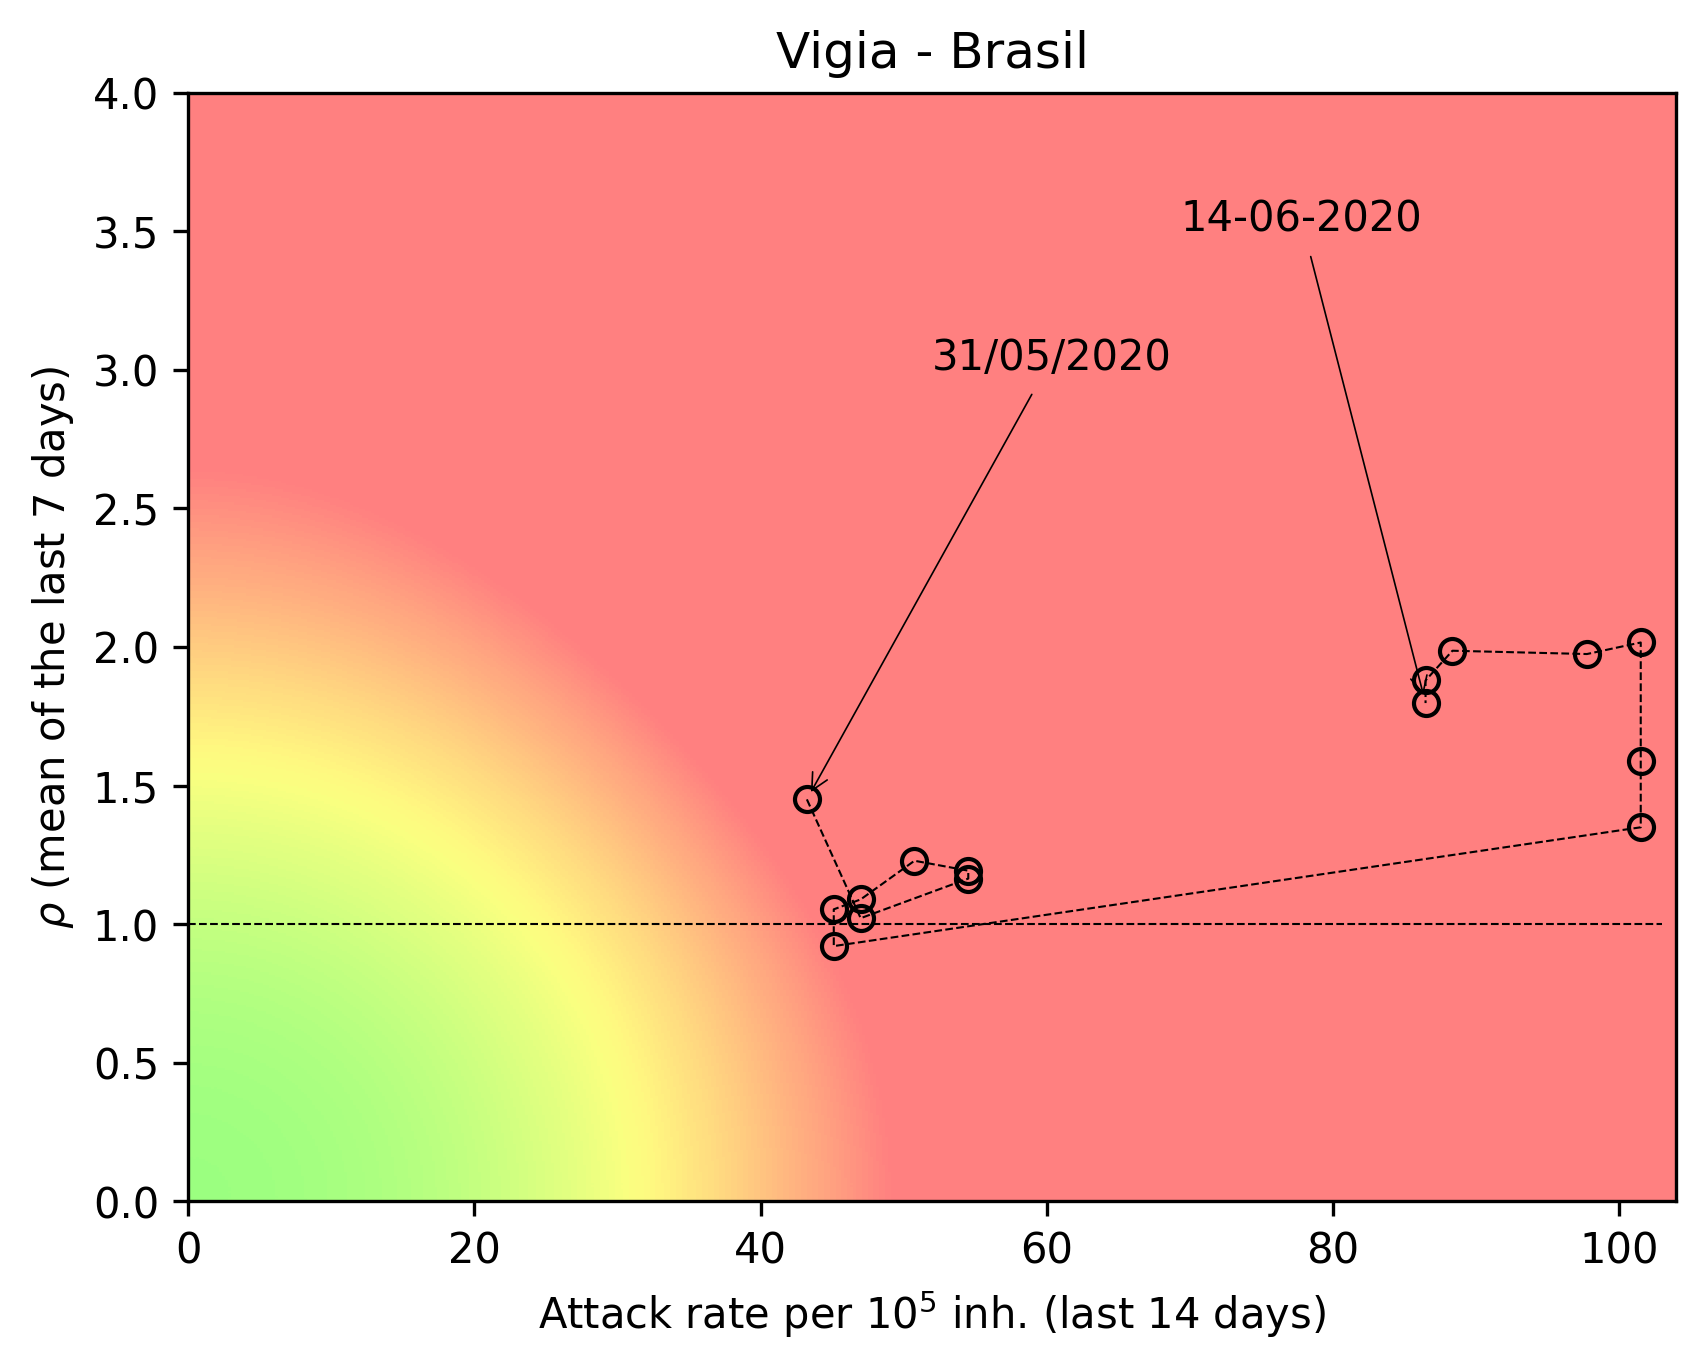 Vigia - Brasil
4.0
3.5
3.0
2.5
2.0
1.5
1.0
0.5
0.0
ρ (mean of the last 7 days)
14-06-2020
31/05/2020
0 20 40 60 80 100
Attack rate per 10⁵ inh. (last 14 days)